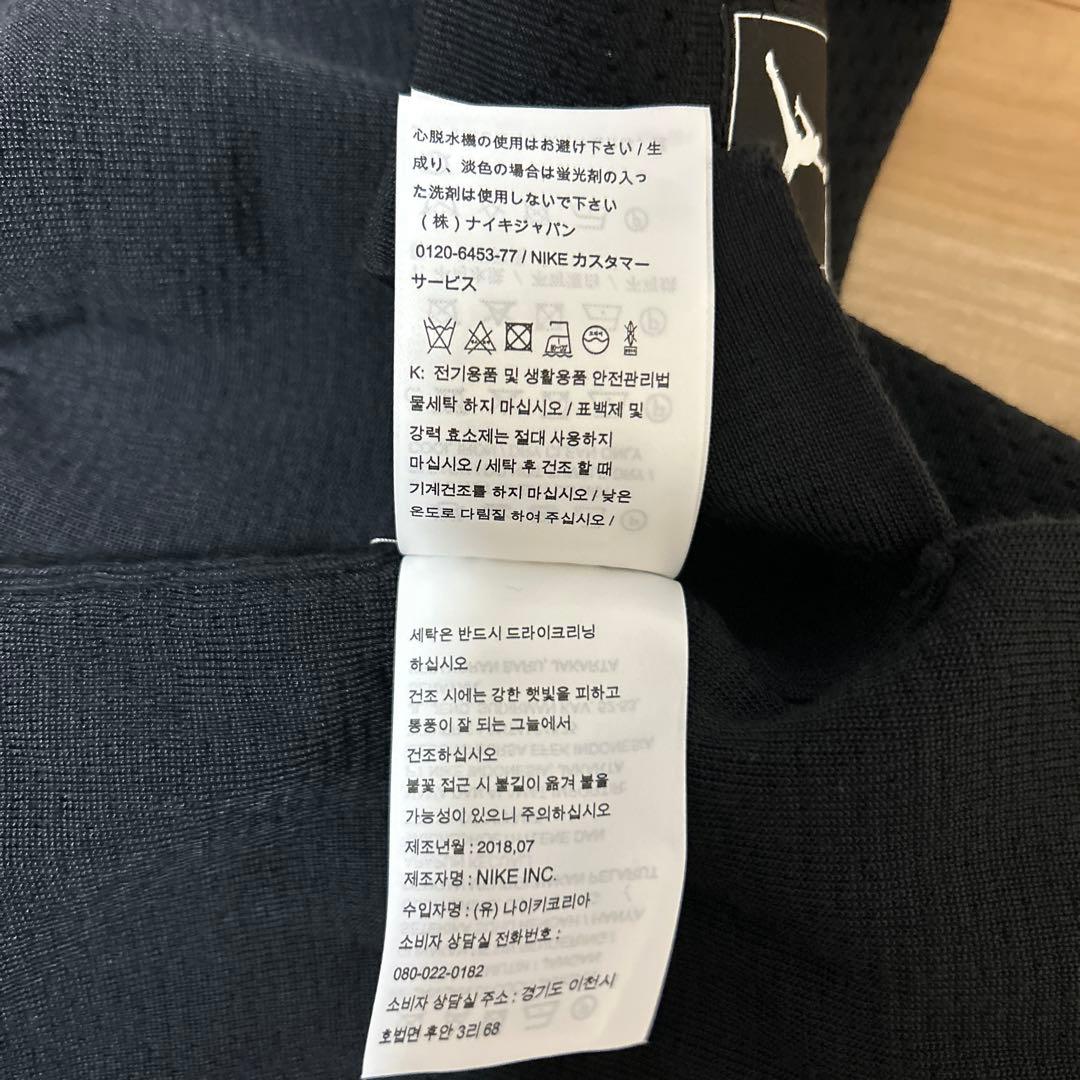 心脱水機の使用はお避け下さい / 生
成り、淡色の場合は蛍光剤の入っ
た洗剤は使用しないで下さい
（株）ナイキジャパン
0120-6453-77 / NIKE カスタマー
サービス
K: 전기용품 및 생활용품 안전관리법
물세탁 하지 마십시오 / 표백제 및
강력 효소제는 절대 사용하지
마십시오 / 세탁 후 건조 할 때
기계건조를 하지 마십시오 / 낮은
온도로 다림질 하여 주십시오 /
세탁은 반드시 드라이크리닝
하십시오
건조 시에는 강한 햇빛을 피하고
통풍이 잘 되는 그늘에서
건조하십시오
불꽃 접근 시 불길이 옮겨 붙을
가능성이 있으니 주의하십시오
제조년월 : 2018,07
제조자명 : NIKE INC.
수입자명 : (유) 나이키코리아
소비자 상담실 전화번호 :
080-022-0182
소비자 상담실 주소 : 경기도 이천시
호법면 후안 3리 68